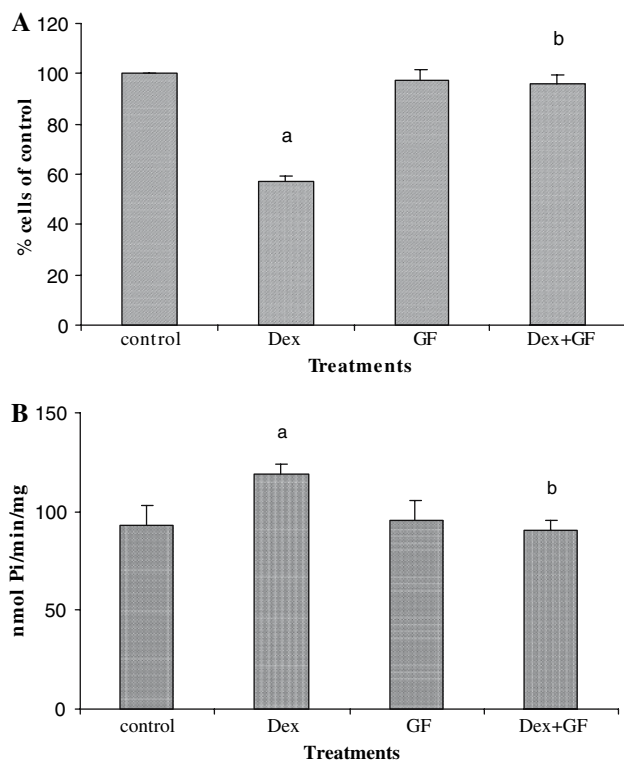 A
% cells of control
120
100
80
60
40
20
0
a
b
control Dex GF Dex+GF
Treatments
B
nmol Pi/min/mg
150
100
50
0
a
b
control Dex GF Dex+GF
Treatments